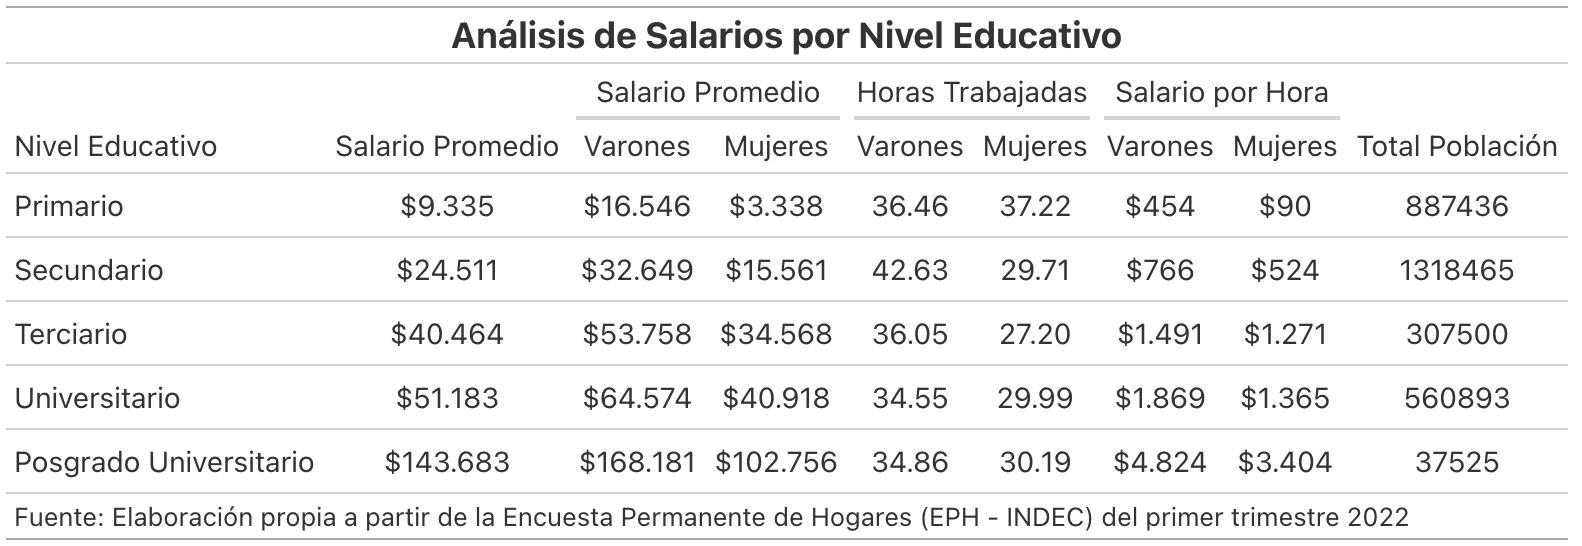 Análisis de Salarios por Nivel Educativo
Salario Promedio Horas Trabajadas Salario por Hora
Nivel Educativo Salario Promedio Varones Mujeres Varones Mujeres Varones Mujeres Total Población
Primario $9.335 $16.546 $3.338 36.46 37.22 $454 $90 887436
Secundario $24.511 $32.649 $15.561 42.63 29.71 $766 $524 1318465
Terciario $40.464 $53.758 $34.568 36.05 27.20 $1.491 $1.271 307500
Universitario $51.183 $64.574 $40.918 34.55 29.99 $1.869 $1.365 560893
Posgrado Universitario $143.683 $168.181 $102.756 34.86 30.19 $4.824 $3.404 37525
Fuente: Elaboración propia a partir de la Encuesta Permanente de Hogares (EPH - INDEC) del primer trimestre 2022